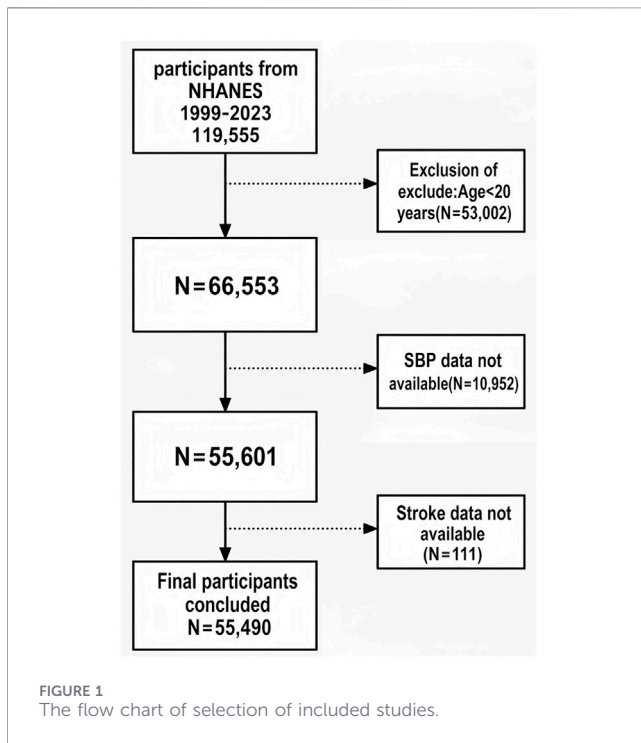 participants from
NHANES
1999-2023
119,555
Exclusion of
exclude:Age<20
years(N=53,002)
N=66,553
SBP data not
available(N=10,952)
N=55,601
Stroke data not
available
(N=111)
Final participants
concluded
N=55,490
FIGURE 1
The flow chart of selection of included studies.